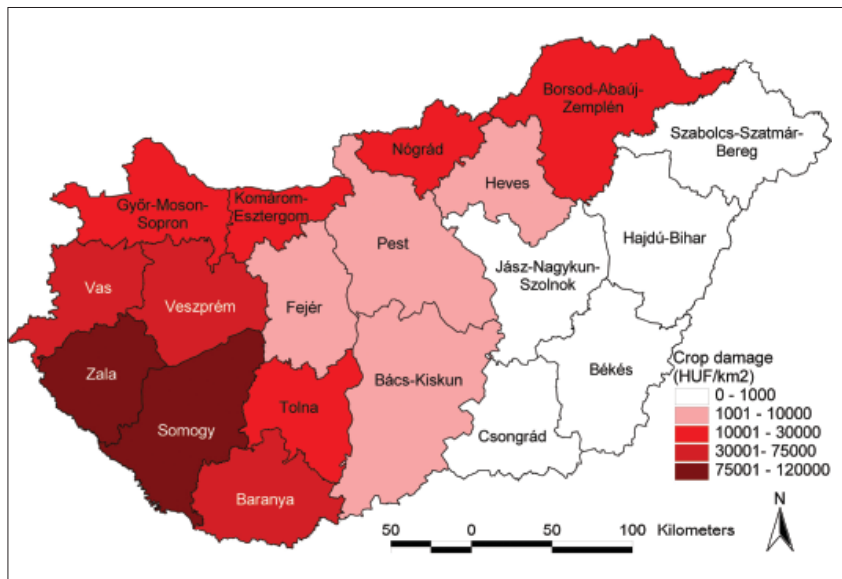 Borsod-Abaúj-
Zemplén
Szabolcs-Szatmár-
Bereg
Nógrád
Heves
Győr-Moson-
Sopron
Komárom-
Esztergom
Pest
Hajdú-Bihar
Jász-Nagykun-
Szolnok
Vas
Veszprém
Fejér
Zala
Bács-Kiskun
Békés
Tolna
Somogy
Csongrád
Baranya
Crop damage
(HUF/km2)
0 - 1000
1001 - 10000
10001 - 30000
30001- 75000
75001 - 120000
N
50 0 50 100 Kilometers